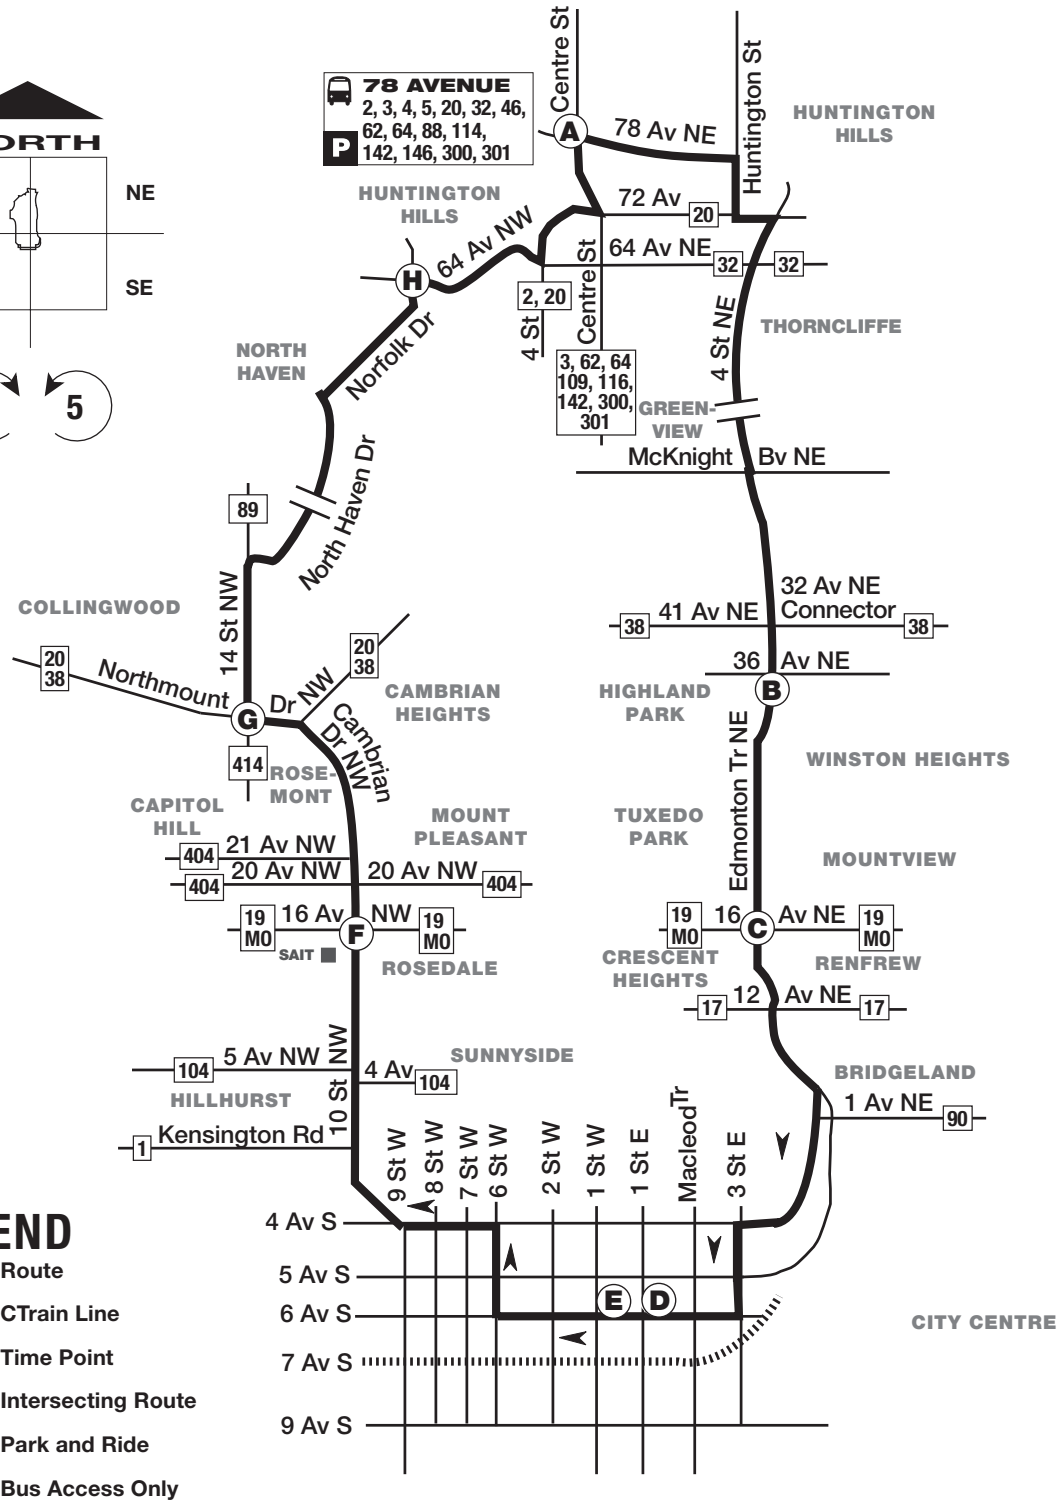 Centre St
Huntington St
78 AVENUE
2, 3, 4, 5, 20, 32, 46,
62, 64, 88, 114,
142, 146, 300, 301
P
A
78 Av NE
HUNTINGTON
HILLS
NE
SE
5
HUNTINGTON
HILLS
72 Av
20
64 Av NW
64 Av NE
32
32
H
2, 20
4 St
Centre St
4 St NE
THORNCLIFFE
NORTH
HAVEN
Norfolk Dr
3, 62, 64
109, 116,
142, 300,
301
GREEN-
VIEW
McKnight Bv NE
North Haven Dr
89
14 St NW
COLLINGWOOD
32 Av NE
Connector
38
41 Av NE
38
36 Av NE
B
20
38
Northmount Dr NW
20
38
G
CAMBRIAN
HEIGHTS
Cambrian
Dr NW
HIGHLAND
PARK
Edmonton Tr NE
WINSTON HEIGHTS
414
ROSE-
MONT
CAPITOL
HILL
MOUNT
PLEASANT
TUXEDO
PARK
MOUNTVIEW
404
21 Av NW
404
20 Av NW
20 Av NW
404
19
MO
16 Av NW
F
19
MO
SAIT
ROSEDALE
19
MO
16 Av NE
C
19
MO
CRESCENT
HEIGHTS
RENFREW
17
12 Av NE
17
10 St NW
104
5 Av NW
4 Av
104
SUNNYSIDE
HILLHURST
BRIDGELAND
1 Av NE
90
1
Kensington Rd
9 St W
8 St W
7 St W
6 St W
2 St W
1 St W
1 St E
Macleod Tr
3 St E
4 Av S
5 Av S
6 Av S
E
D
7 Av S
9 Av S
CITY CENTRE
Route
CTrain Line
Time Point
Intersecting Route
Park and Ride
Bus Access Only